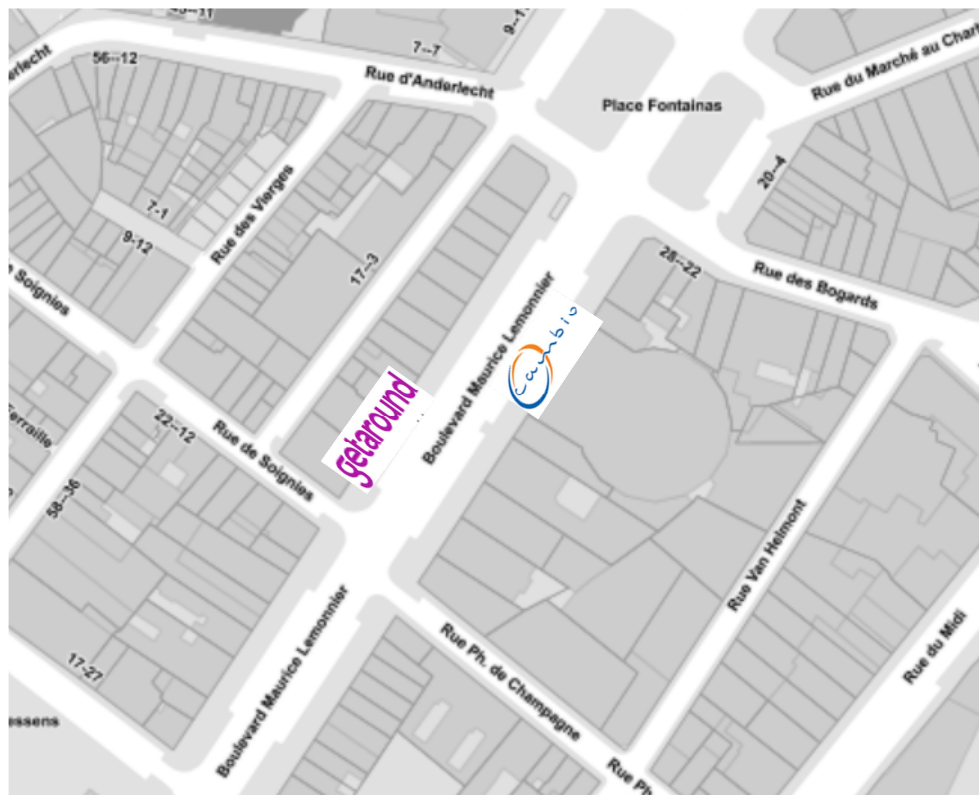 7--7
56--12
Rue d'Anderlecht
Place Fontainas
Rue du Marché au
20--4
7-1
Rue des Vierges
9-12
17--3
28--22
Rue des Bogards
Soignies
Boulevard Maurice Lemonnier
cambio
getaround
22--12
Rue de Soignies
58--36
Rue Van Helmont
Boulevard Maurice Lemonnier
Rue Ph. de Champagne
Rue du Midi
17--27
Rue Ph